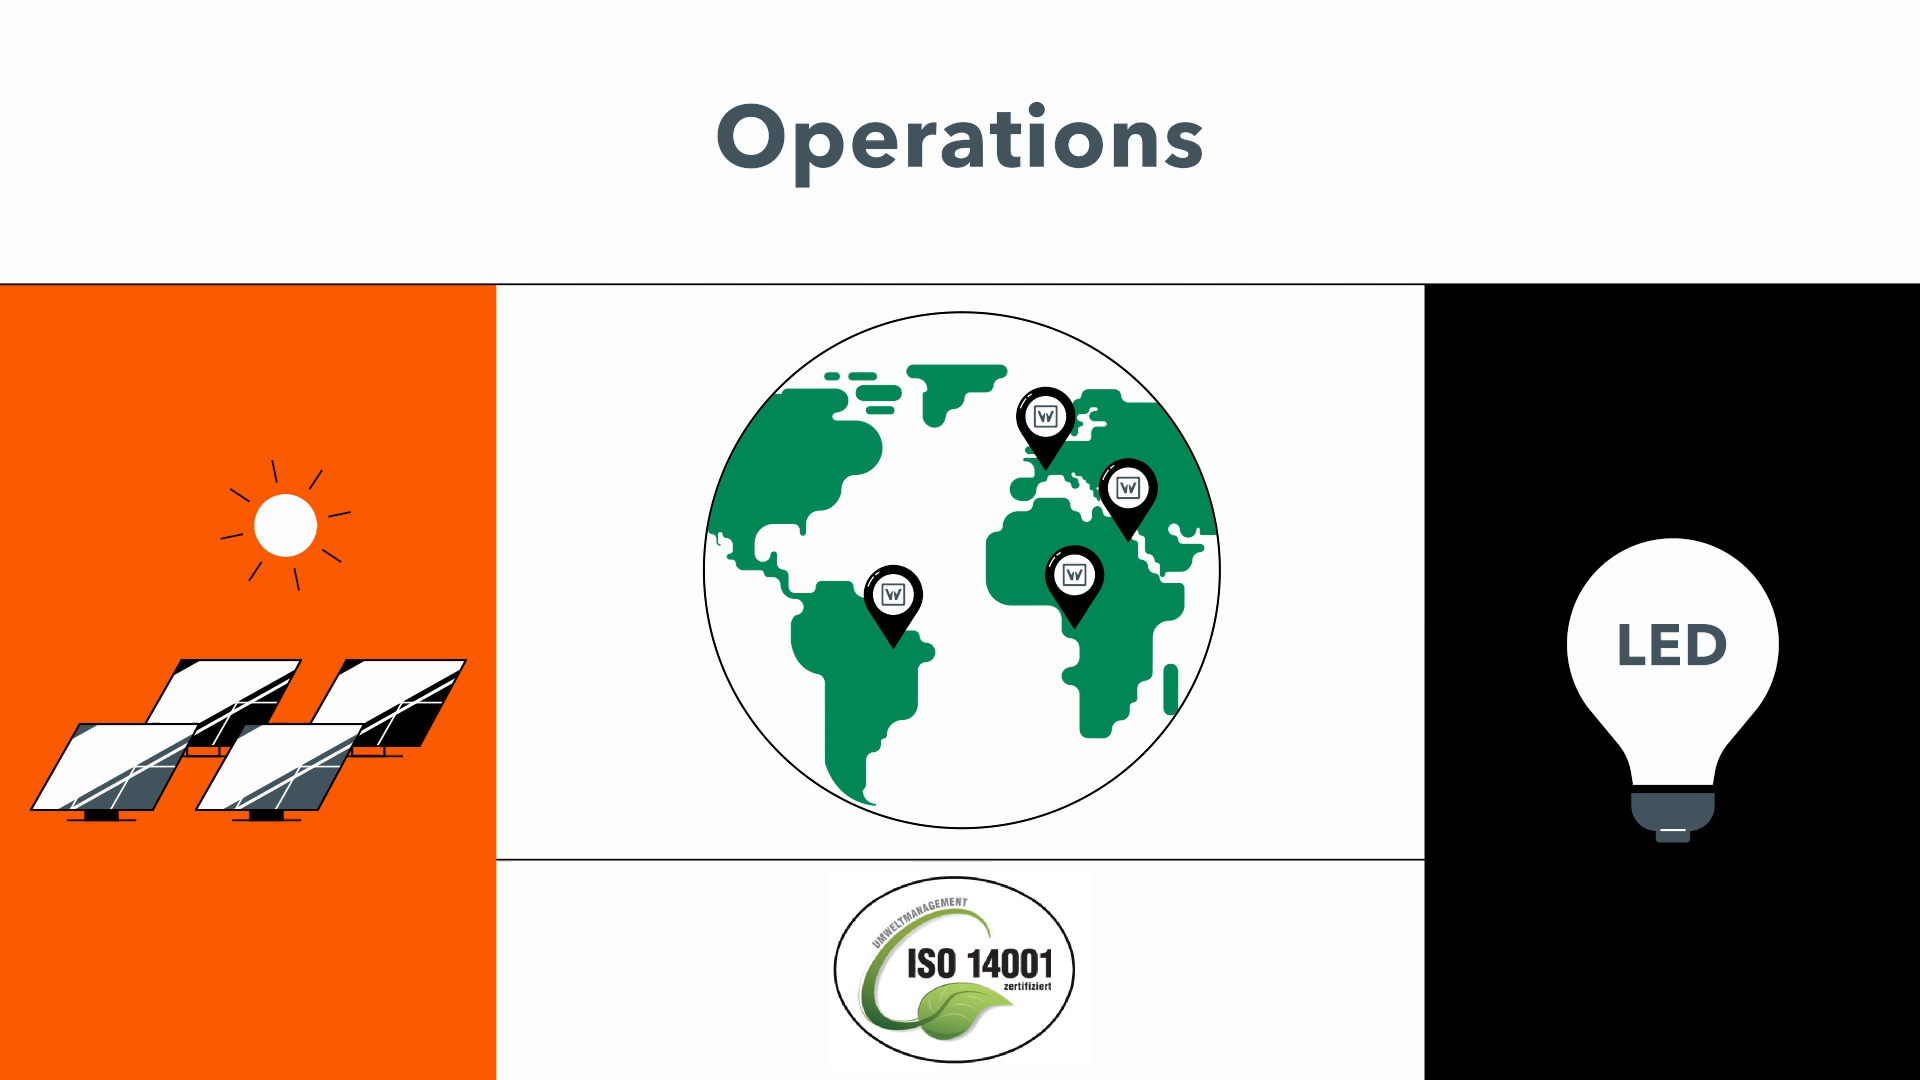 Operations
W
W
W
W
LED
UMWELTMANAGEMENT
ISO 14001
zertifiziert